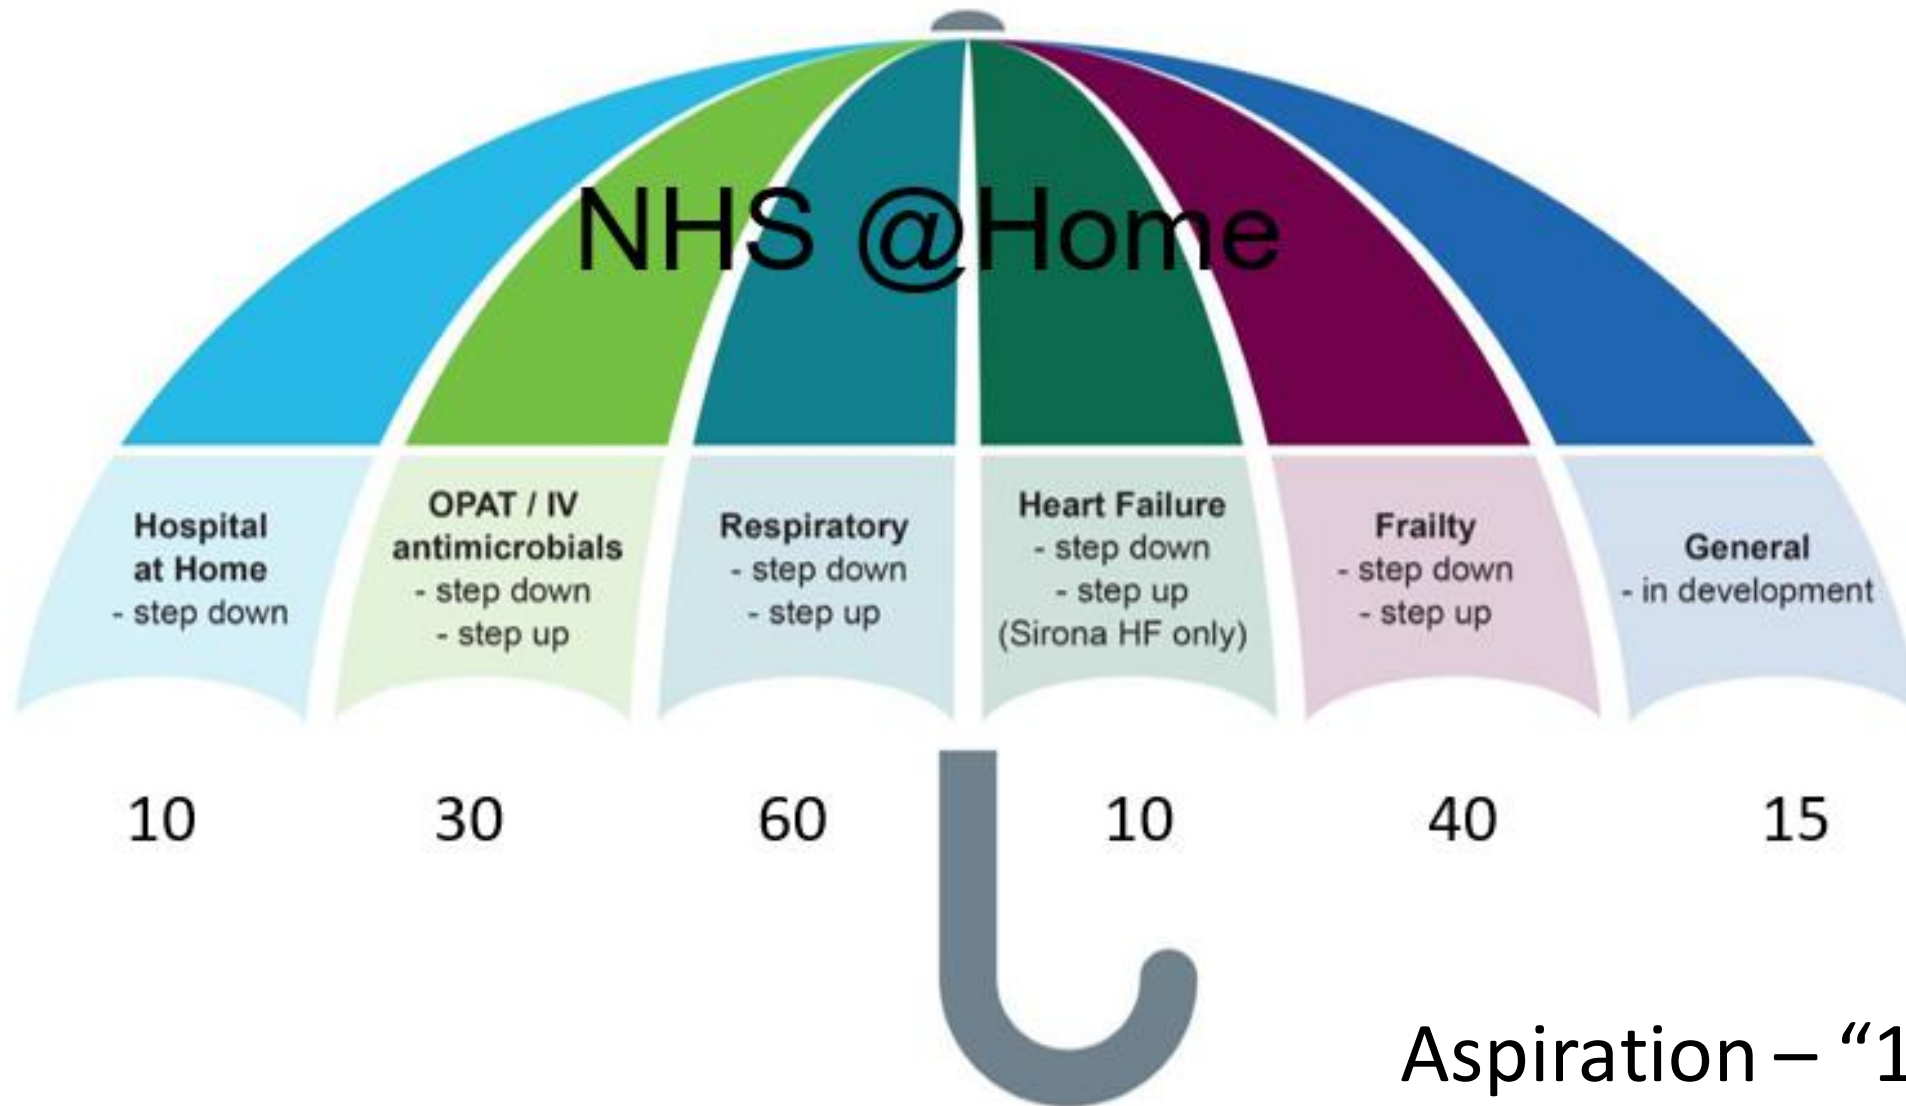 NHS @Home
Hospital
at Home
- step down
OPAT / IV
antimicrobials
- step down
- step up
Respiratory
- step down
- step up
Heart Failure
- step down
- step up
(Sirona HF only)
Frailty
- step down
- step up
General
- in development
10
30
60
10
40
15
Aspiration – “1